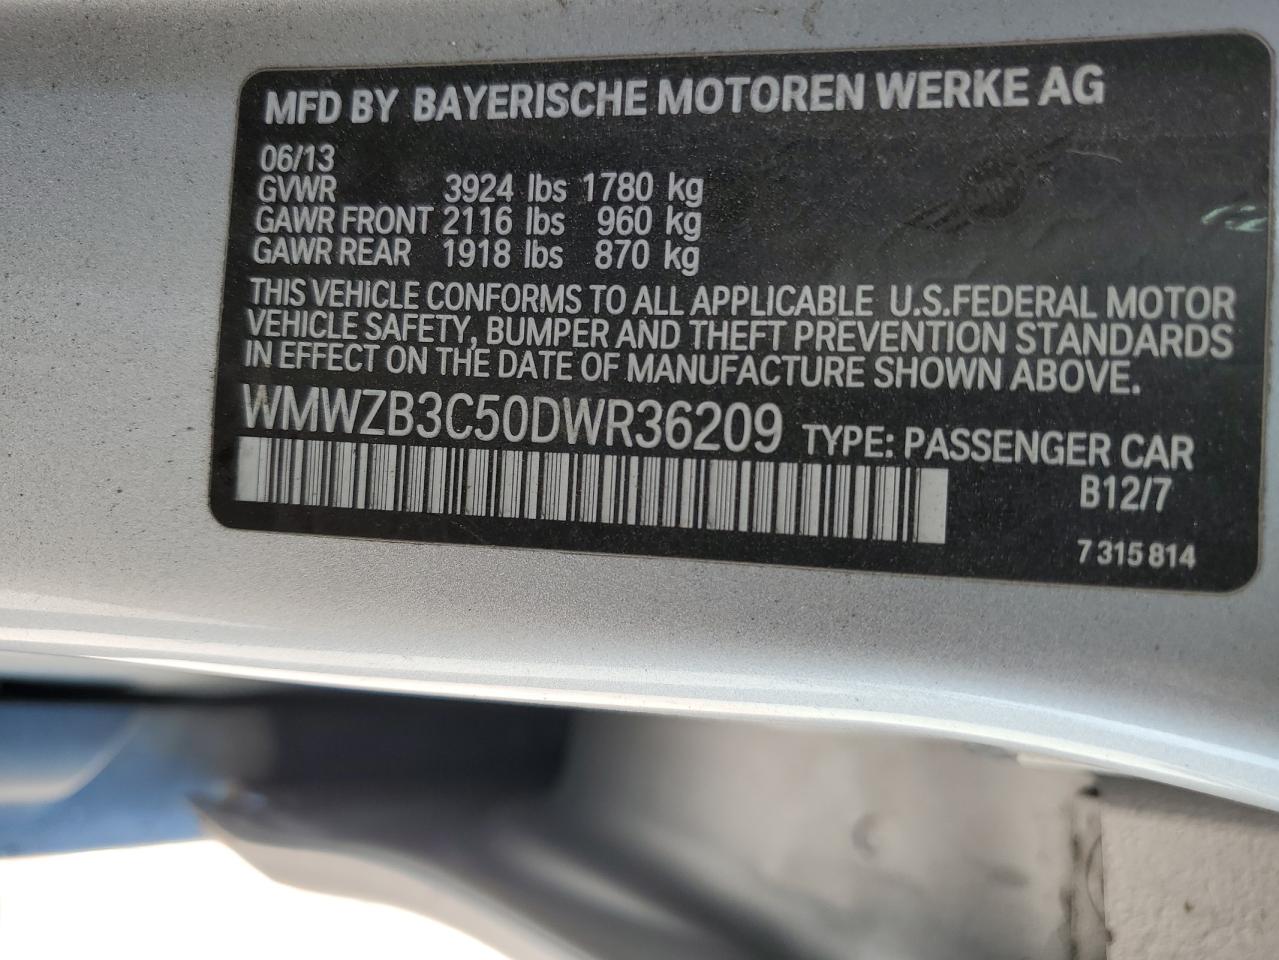 MFD BY BAYERISCHE MOTOREN WERKE AG
06/13
GVWR 3924 lbs 1780 kg
GAWR FRONT 2116 lbs 960 kg
GAWR REAR 1918 lbs 870 kg
THIS VEHICLE CONFORMS TO ALL APPLICABLE U.S.FEDERAL MOTOR
VEHICLE SAFETY, BUMPER AND THEFT PREVENTION STANDARDS
IN EFFECT ON THE DATE OF MANUFACTURE SHOWN ABOVE.
WMWZB3C50DWR36209 TYPE: PASSENGER CAR
B12/7
7 315 814